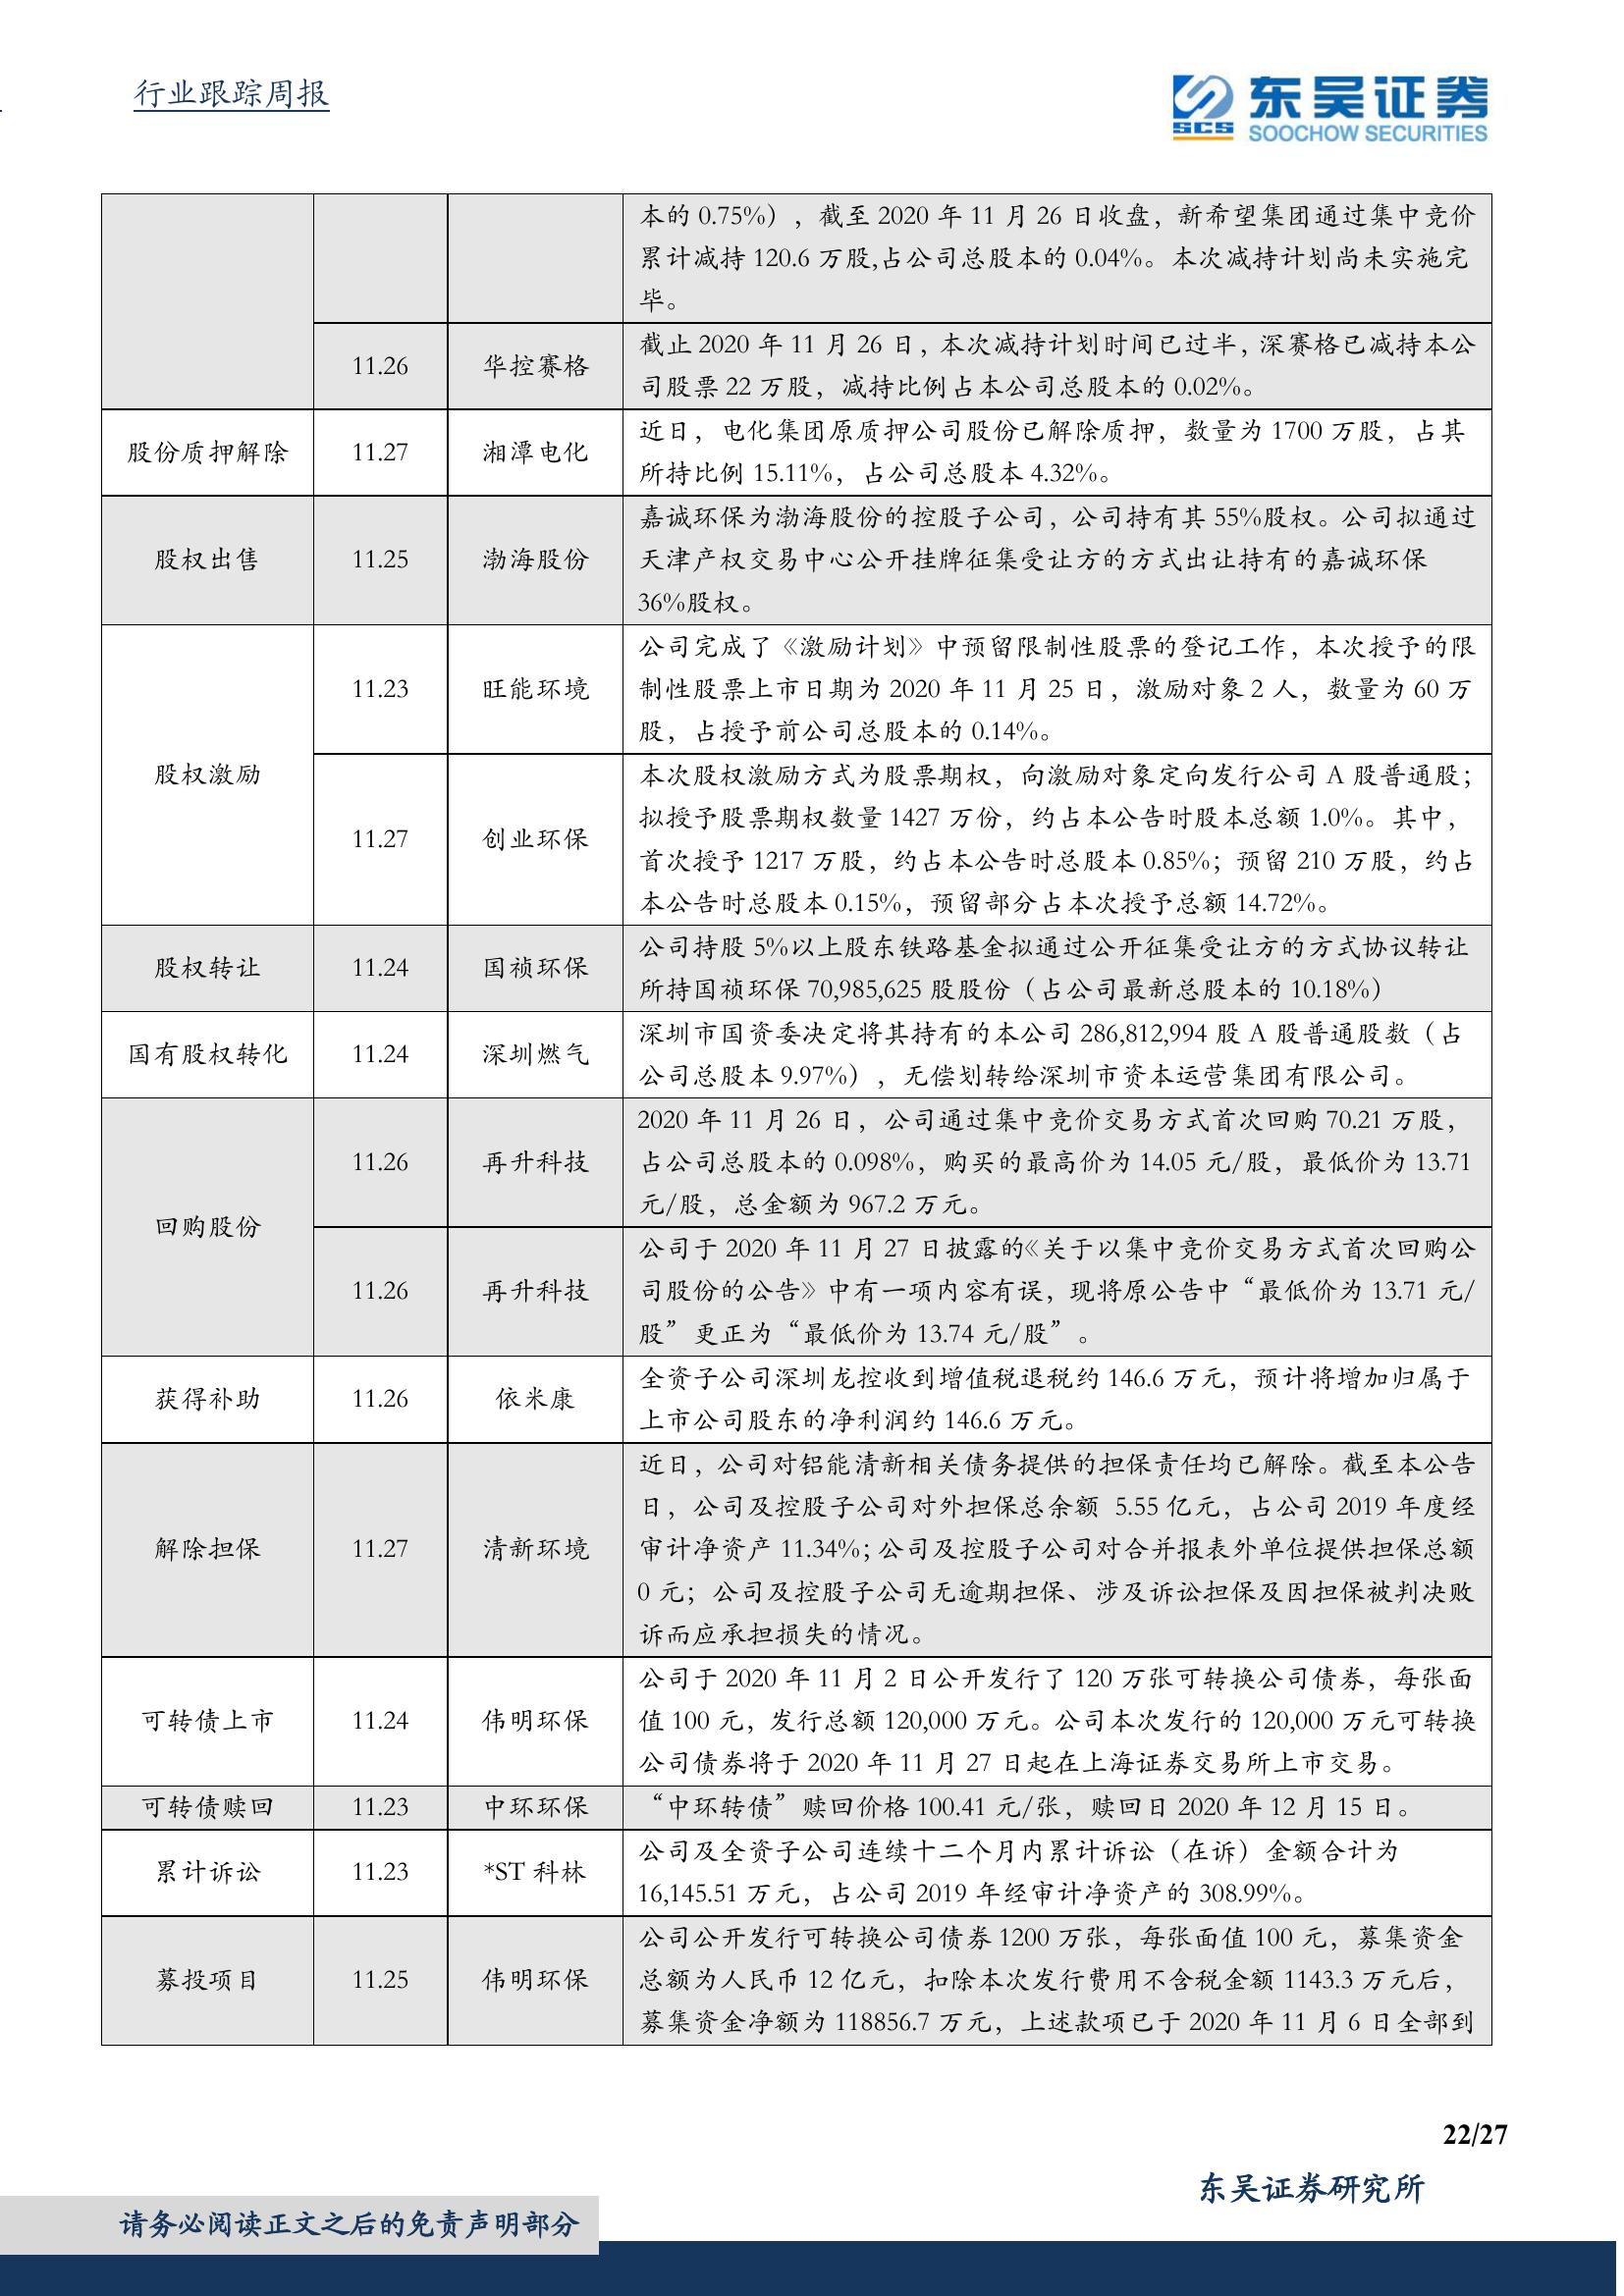 行业跟踪周报
东吴证券
SCS
SOOCHOW SECURITIES
本的 0.75%），截至 2020 年 11 月 26 日收盘，新希望集团通过集中竞价
累计减持 120.6 万股,占公司总股本的 0.04%。本次减持计划尚未实施完
毕。
11.26
华控赛格
截止 2020 年 11 月 26 日，本次减持计划时间已过半，深赛格已减持本公
司股票 22 万股，减持比例占本公司总股本的 0.02%。
股份质押解除
11.27
湘潭电化
近日，电化集团原质押公司股份已解除质押，数量为 1700 万股，占其
所持比例 15.11%，占公司总股本 4.32%。
股权出售
11.25
渤海股份
嘉诚环保为渤海股份的控股子公司，公司持有其 55%股权。公司拟通过
天津产权交易中心公开挂牌征集受让方的方式出让持有的嘉诚环保
36%股权。
股权激励
11.23
旺能环境
公司完成了《激励计划》中预留限制性股票的登记工作，本次授予的限
制性股票上市日期为 2020 年 11 月 25 日，激励对象 2 人，数量为 60 万
股，占授予前公司总股本的 0.14%。
11.27
创业环保
本次股权激励方式为股票期权，向激励对象定向发行公司 A 股普通股；
拟授予股票期权数量 1427 万份，约占本公告时股本总额 1.0%。其中，
首次授予 1217 万股，约占本公告时总股本 0.85%；预留 210 万股，约占
本公告时总股本 0.15%，预留部分占本次授予总额 14.72%。
股权转让
11.24
国祯环保
公司持股 5%以上股东铁路基金拟通过公开征集受让方的方式协议转让
所持国祯环保 70,985,625 股股份（占公司最新总股本的 10.18%）
国有股权转化
11.24
深圳燃气
深圳市国资委决定将其持有的本公司 286,812,994 股 A 股普通股数（占
公司总股本 9.97%），无偿划转给深圳市资本运营集团有限公司。
回购股份
11.26
再升科技
2020 年 11 月 26 日，公司通过集中竞价交易方式首次回购 70.21 万股，
占公司总股本的 0.098%，购买的最高价为 14.05 元/股，最低价为 13.71
元/股，总金额为 967.2 万元。
11.26
再升科技
公司于 2020 年 11 月 27 日披露的《关于以集中竞价交易方式首次回购公
司股份的公告》中有一项内容有误，现将原公告中“最低价为 13.71 元/
股”更正为“最低价为 13.74 元/股”。
获得补助
11.26
依米康
全资子公司深圳龙控收到增值税退税约 146.6 万元，预计将增加归属于
上市公司股东的净利润约 146.6 万元。
解除担保
11.27
清新环境
近日，公司对铝能清新相关债务提供的担保责任均已解除。截至本公告
日，公司及控股子公司对外担保总余额 5.55 亿元，占公司 2019 年度经
审计净资产 11.34%；公司及控股子公司对合并报表外单位提供担保总额
0 元；公司及控股子公司无逾期担保、涉及诉讼担保及因担保被判决败
诉而应承担损失的情况。
可转债上市
11.24
伟明环保
公司于 2020 年 11 月 2 日公开发行了 120 万张可转换公司债券，每张面
值 100 元，发行总额 120,000 万元。公司本次发行的 120,000 万元可转换
公司债券将于 2020 年 11 月 27 日起在上海证券交易所上市交易。
可转债赎回
11.23
中环环保
“中环转债”赎回价格 100.41 元/张，赎回日 2020 年 12 月 15 日。
累计诉讼
11.23
*ST 科林
公司及全资子公司连续十二个月内累计诉讼（在诉）金额合计为
16,145.51 万元，占公司 2019 年经审计净资产的 308.99%。
募投项目
11.25
伟明环保
公司公开发行可转换公司债券 1200 万张，每张面值 100 元，募集资金
总额为人民币 12 亿元，扣除本次发行费用不含税金额 1143.3 万元后，
募集资金净额为 118856.7 万元，上述款项已于 2020 年 11 月 6 日全部到
22/27
东吴证券研究所
请务必阅读正文之后的免责声明部分